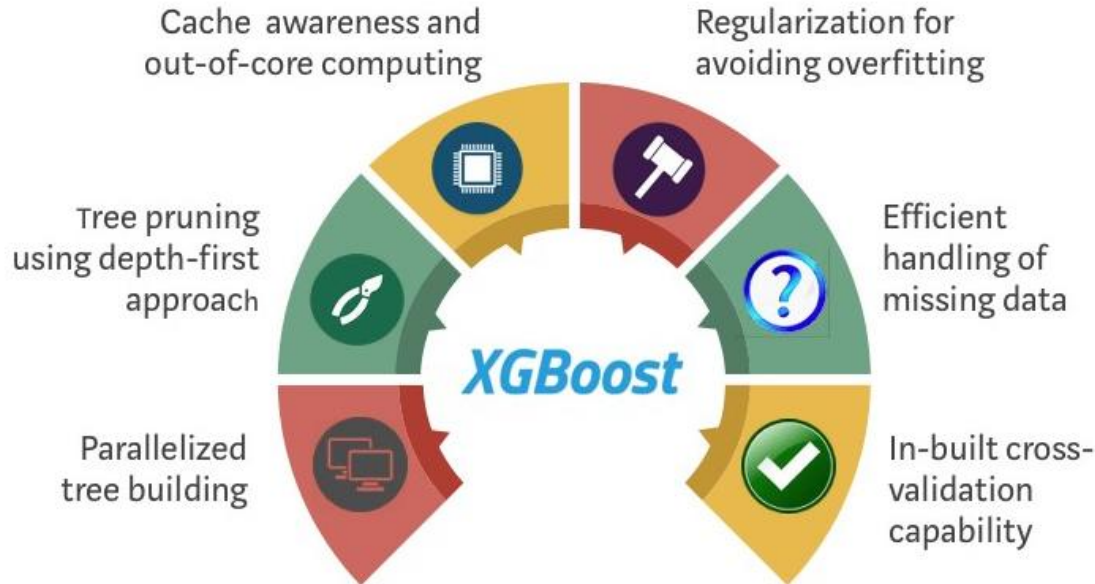 Cache awareness and
out-of-core computing
Regularization for
avoiding overfitting
Tree pruning
using depth-first
approach
Efficient
handling of
missing data
XGBoost
Parallelized
tree building
In-built cross-
validation
capability